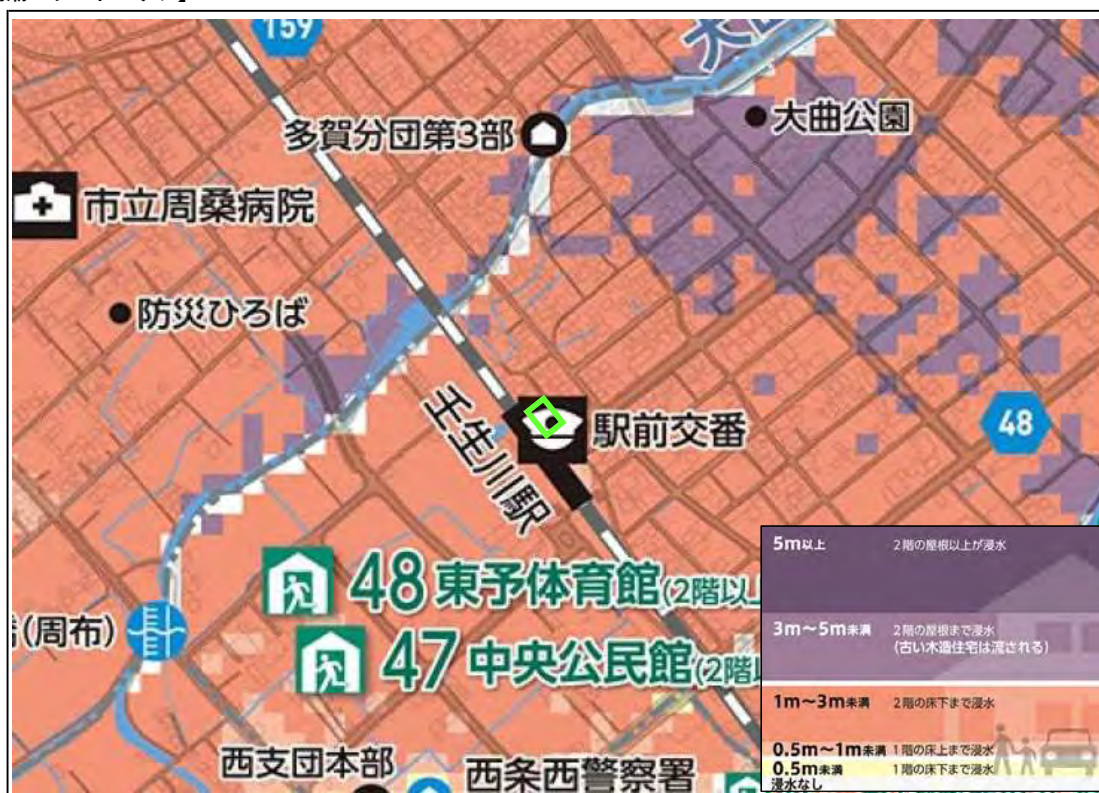 159
大曲公園
多賀分団第3部
市立周桑病院
防災ひろば
駅前交番
壬生川駅
48
48 東予体育館(2階以
(周布)
47 中央公民館(2階
西支団本部
西条西警察署
5m以上 2階の屋根以上が浸水
3m～5m未満 2階の屋根まで浸水
(古い木造住宅は流される)
1m～3m未満 2階の床下まで浸水
0.5m～1m未満 1階の床上まで浸水
0.5m未満 1階の床下まで浸水
浸水なし